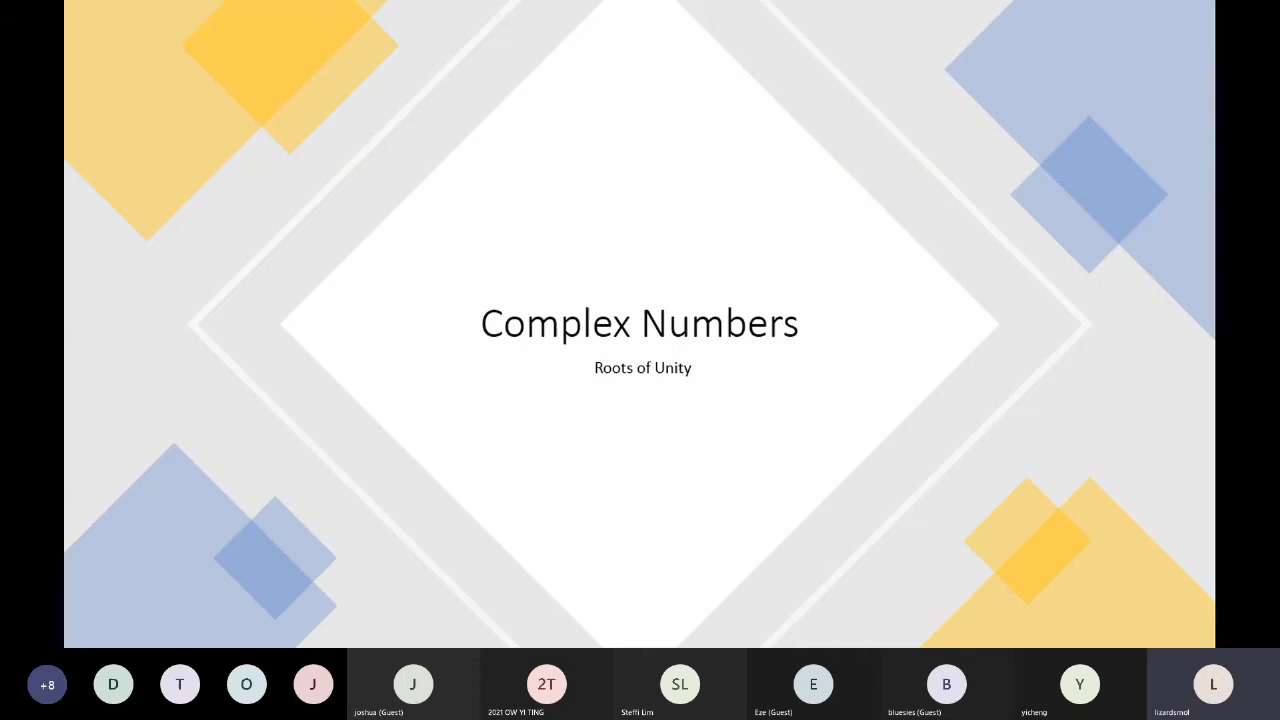 Complex Numbers
Roots of Unity
+8
D
T
O
J
J
joshua (Guest)
2T
2021 OW YI TING
SL
Steffi Lim
E
Eze (Guest)
B
bluesies (Guest)
Y
yicheng
L
lizardsmol